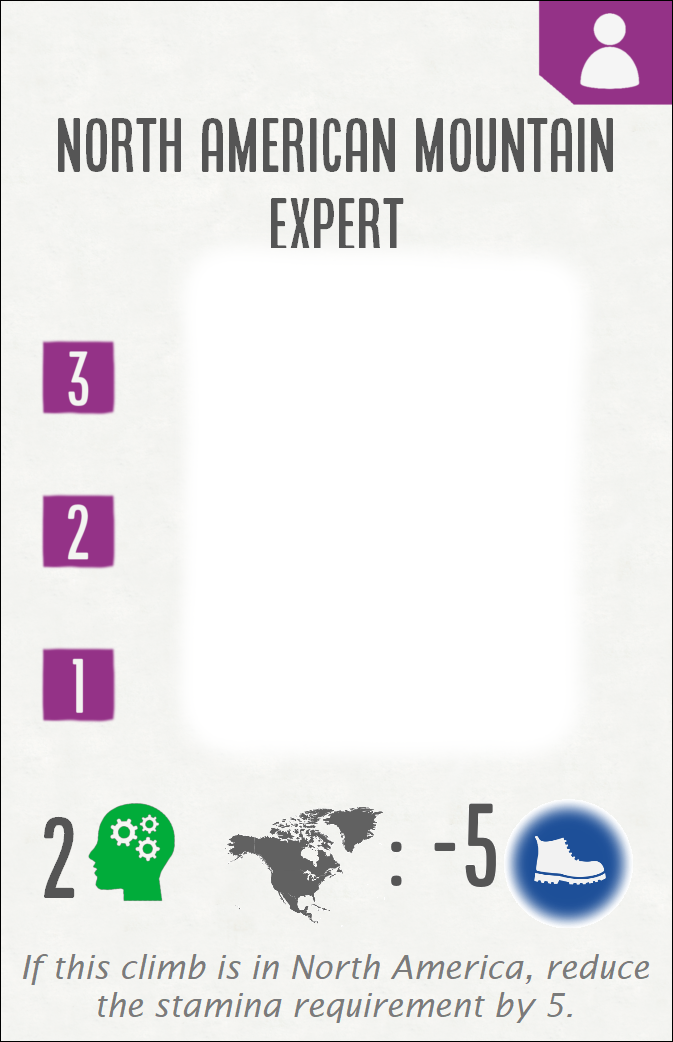 NORTH AMERICAN MOUNTAIN
EXPERT
3
2
1
2 : -5
If this climb is in North America, reduce
the stamina requirement by 5.